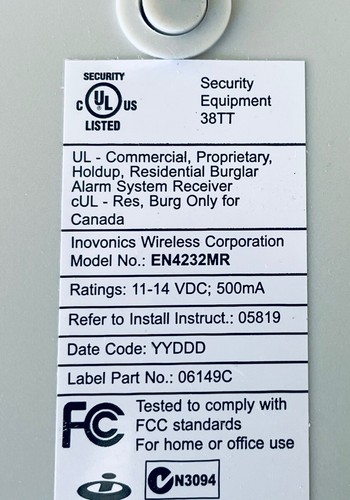 SECURITY
C UL US
LISTED
Security
Equipment
38TT
UL - Commercial, Proprietary,
Holdup, Residential Burglar
Alarm System Receiver
cUL - Res, Burg Only for
Canada
Inovonics Wireless Corporation
Model No.: EN4232MR
Ratings: 11-14 VDC; 500mA
Refer to Install Instruct.: 05819
Date Code: YYDDD
Label Part No.: 06149C
FC Tested to comply with
FCC standards
For home or office use
N3094